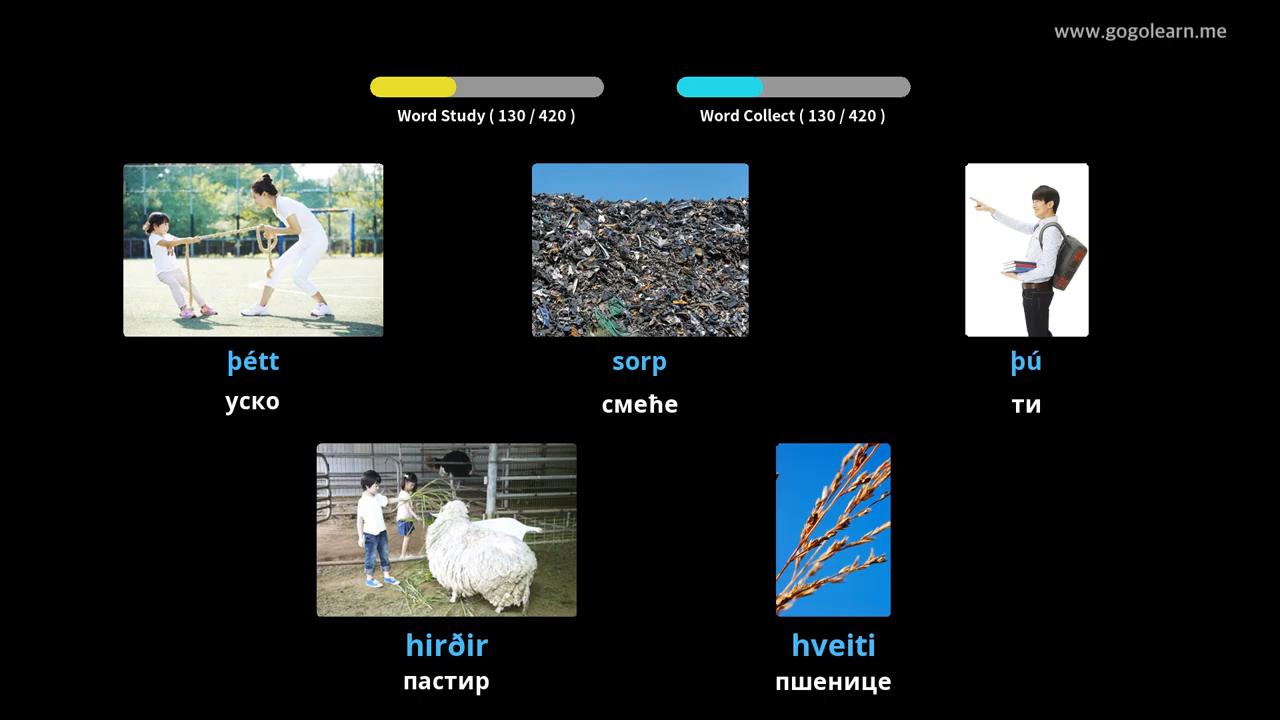 www.gogolearn.me
Word Study ( 130 / 420 )
Word Collect ( 130 / 420 )
þétt
sorp
þú
уско
смеће
ти
hirðir
hveiti
пастир
пшенице